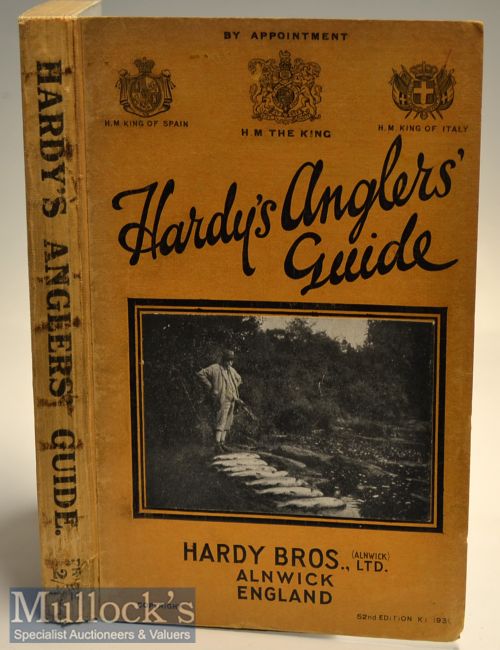 HARDY'S ANGLERS' GUIDE.
BY APPOINTMENT
H.M. KING OF SPAIN
H.M THE KING
H.M. KING OF ITALY
Hardy's Anglers'
Guide
HARDY BROS., (ALNWICK) LTD.
ALNWICK
ENGLAND
52nd EDITION
Mullock's
Specialist Auctioneers & Valuers